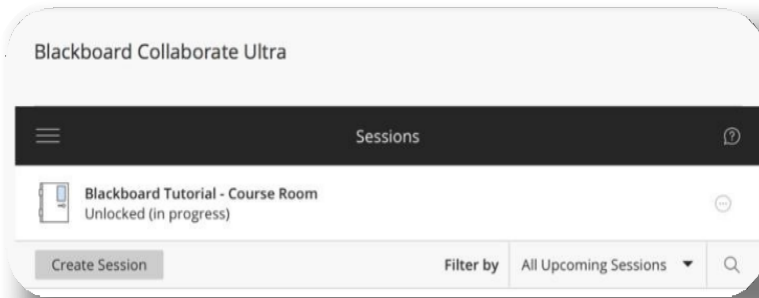 Blackboard Collaborate Ultra
Sessions
Blackboard Tutorial - Course Room
Unlocked (in progress)
Create Session Filter by All Upcoming Sessions